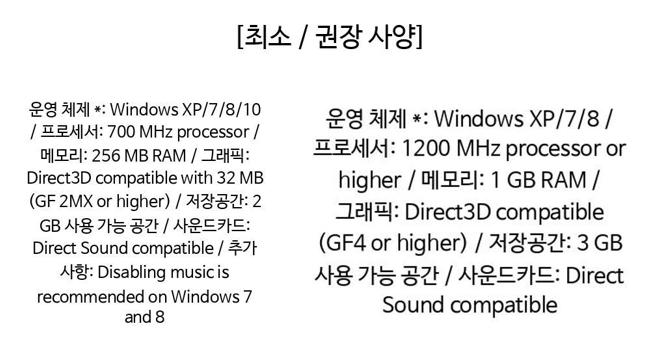 [최소 / 권장 사양]
운영 체제 *: Windows XP/7/8/10
/ 프로세서: 700 MHz processor /
메모리: 256 MB RAM / 그래픽:
Direct3D compatible with 32 MB
(GF 2MX or higher) / 저장공간: 2
GB 사용 가능 공간 / 사운드카드:
Direct Sound compatible / 추가
사항: Disabling music is
recommended on Windows 7
and 8
운영 체제 *: Windows XP/7/8 /
프로세서: 1200 MHz processor or
higher / 메모리: 1 GB RAM /
그래픽: Direct3D compatible
(GF4 or higher) / 저장공간: 3 GB
사용 가능 공간 / 사운드카드: Direct
Sound compatible